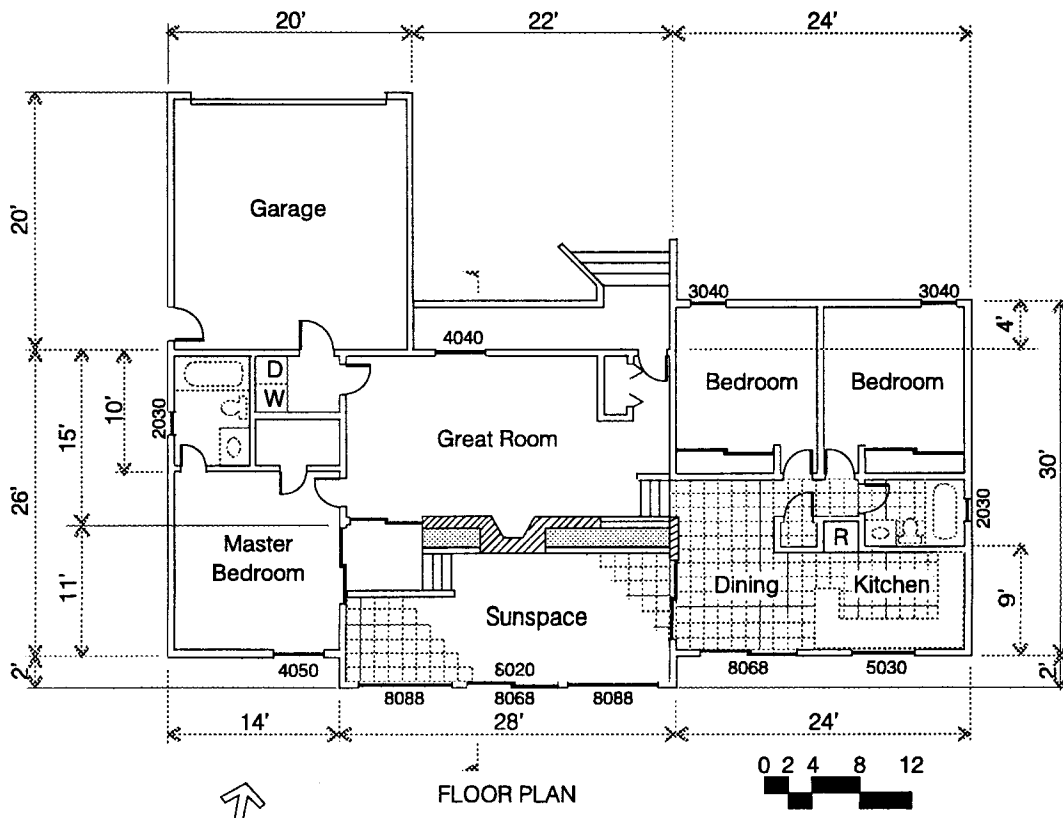 20' 22' 24'
20'
Garage
3040 3040
4'
4040
D
W
Bedroom Bedroom
2030
10'
15'
Great Room
26'
30'
2030
R
Master
Bedroom
11'
Dining Kitchen
9'
Sunspace
2'
4050
6020
8068 5030
2'
8088 8068 8088
14' 28' 24'
0 2 4 8 12
FLOOR PLAN